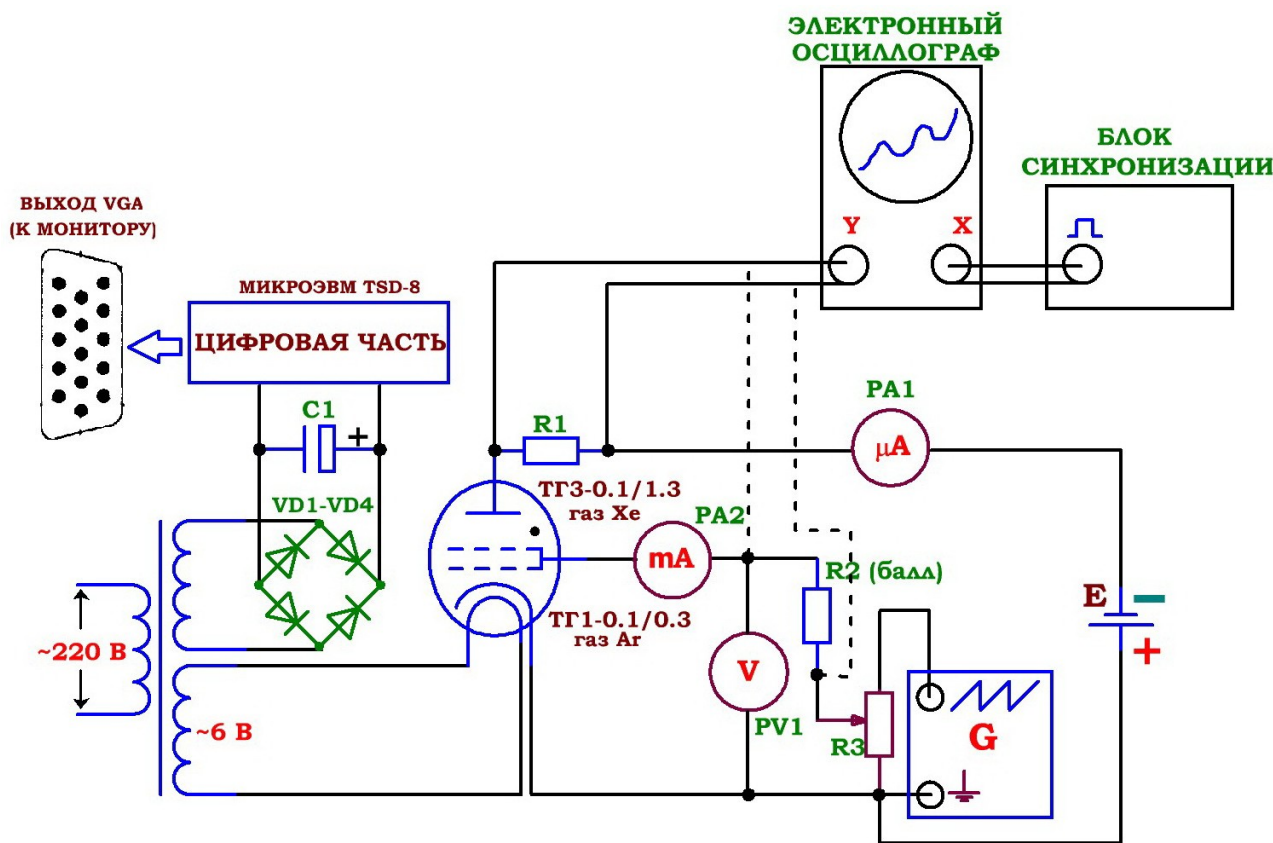 ЭЛЕКТРОННЫЙ
ОСЦИЛЛОГРАФ
БЛОК
СИНХРОНИЗАЦИИ
Y
X
ВЫХОД VGA
(К МОНИТОРУ)
МИКРОЭВМ TSD-8
ЦИФРОВАЯ ЧАСТЬ
C1
+
R1
PA1
μA
VD1-VD4
ТГ3-0.1/1.3
газ Xe
PA2
mA
R2 (балл)
ТГ1-0.1/0.3
газ Ar
E
−
+
~220 В
~6 В
V
PV1
R3
G